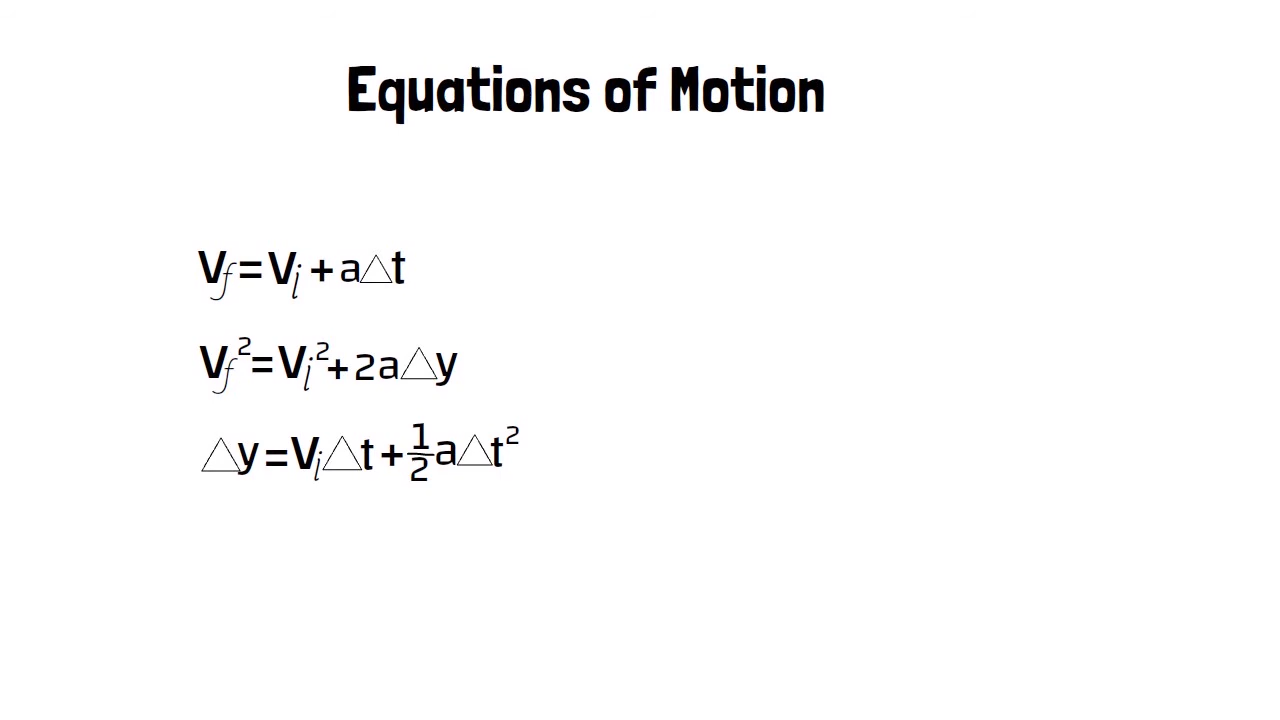 Equations of Motion
Vf=Vi+a△t
Vf²=Vi²+2a△y
△y=Vi△t+½a△t²